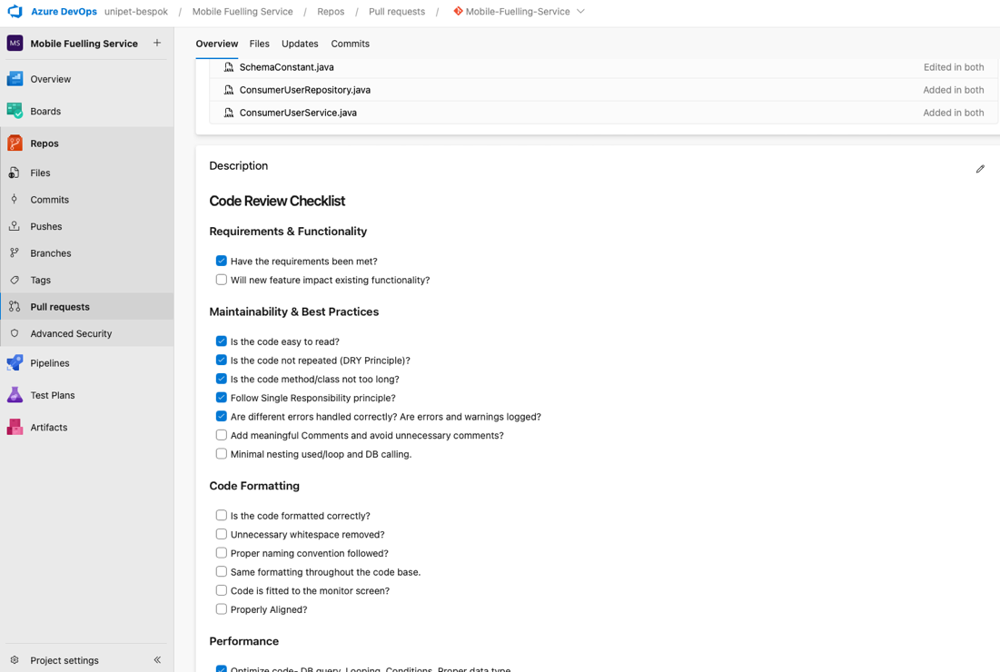 Azure DevOps unipet-bespok / Mobile Fuelling Service / Repos / Pull requests / Mobile-Fuelling-Service
MS Mobile Fuelling Service +
Overview
Boards
Repos
Files
Commits
Pushes
Branches
Tags
Pull requests
Advanced Security
Pipelines
Test Plans
Artifacts
Project settings
Overview Files Updates Commits
SchemaConstant.java Edited in both
ConsumerUserRepository.java Added in both
ConsumerUserService.java Added in both
Description
Code Review Checklist
Requirements & Functionality
Have the requirements been met?
Will new feature impact existing functionality?
Maintainability & Best Practices
Is the code easy to read?
Is the code not repeated (DRY Principle)?
Is the code method/class not too long?
Follow Single Responsibility principle?
Are different errors handled correctly? Are errors and warnings logged?
Add meaningful Comments and avoid unnecessary comments?
Minimal nesting used/loop and DB calling.
Code Formatting
Is the code formatted correctly?
Unnecessary whitespace removed?
Proper naming convention followed?
Same formatting throughout the code base.
Code is fitted to the monitor screen?
Properly Aligned?
Performance
Optimize code- DB query, Looping, Conditions, Proper data type